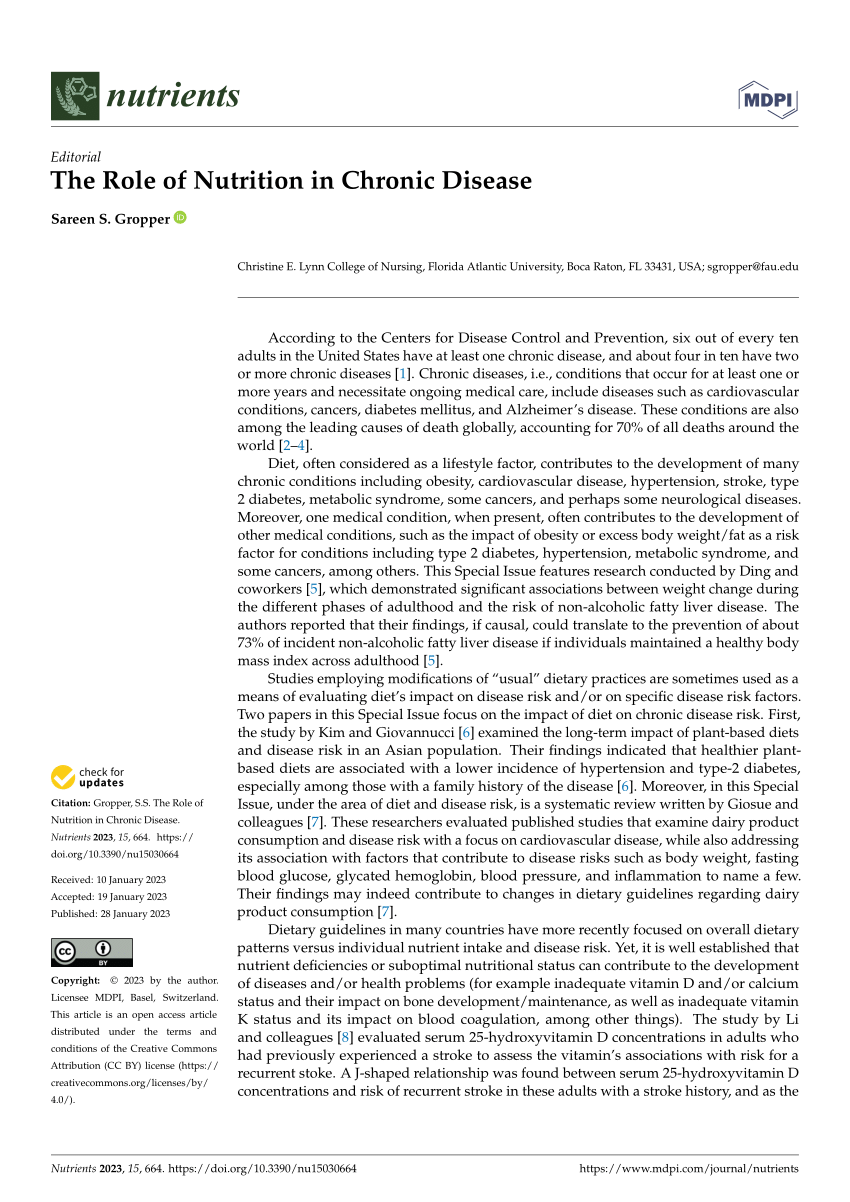 nutrients
MDPI
Editorial
The Role of Nutrition in Chronic Disease
Sareen S. Gropper iD
Christine E. Lynn College of Nursing, Florida Atlantic University, Boca Raton, FL 33431, USA; sgropper@fau.edu
According to the Centers for Disease Control and Prevention, six out of every ten
adults in the United States have at least one chronic disease, and about four in ten have two
or more chronic diseases [1]. Chronic diseases, i.e., conditions that occur for at least one or
more years and necessitate ongoing medical care, include diseases such as cardiovascular
conditions, cancers, diabetes mellitus, and Alzheimer's disease. These conditions are also
among the leading causes of death globally, accounting for 70% of all deaths around the
world [2–4].
Diet, often considered as a lifestyle factor, contributes to the development of many
chronic conditions including obesity, cardiovascular disease, hypertension, stroke, type
2 diabetes, metabolic syndrome, some cancers, and perhaps some neurological diseases.
Moreover, one medical condition, when present, often contributes to the development of
other medical conditions, such as the impact of obesity or excess body weight/fat as a risk
factor for conditions including type 2 diabetes, hypertension, metabolic syndrome, and
some cancers, among others. This Special Issue features research conducted by Ding and
coworkers [5], which demonstrated significant associations between weight change during
the different phases of adulthood and the risk of non-alcoholic fatty liver disease. The
authors reported that their findings, if causal, could translate to the prevention of about
73% of incident non-alcoholic fatty liver disease if individuals maintained a healthy body
mass index across adulthood [5].
Studies employing modifications of "usual" dietary practices are sometimes used as a
means of evaluating diet's impact on disease risk and/or on specific disease risk factors.
Two papers in this Special Issue focus on the impact of diet on chronic disease risk. First,
the study by Kim and Giovannucci [6] examined the long-term impact of plant-based diets
and disease risk in an Asian population. Their findings indicated that healthier plant-
based diets are associated with a lower incidence of hypertension and type-2 diabetes,
especially among those with a family history of the disease [6]. Moreover, in this Special
Issue, under the area of diet and disease risk, is a systematic review written by Giosue and
colleagues [7]. These researchers evaluated published studies that examine dairy product
consumption and disease risk with a focus on cardiovascular disease, while also addressing
its association with factors that contribute to disease risks such as body weight, fasting
blood glucose, glycated hemoglobin, blood pressure, and inflammation to name a few.
Their findings may indeed contribute to changes in dietary guidelines regarding dairy
product consumption [7].
Dietary guidelines in many countries have more recently focused on overall dietary
patterns versus individual nutrient intake and disease risk. Yet, it is well established that
nutrient deficiencies or suboptimal nutritional status can contribute to the development
of diseases and/or health problems (for example inadequate vitamin D and/or calcium
status and their impact on bone development/maintenance, as well as inadequate vitamin
K status and its impact on blood coagulation, among other things). The study by Li
and colleagues [8] evaluated serum 25-hydroxyvitamin D concentrations in adults who
had previously experienced a stroke to assess the vitamin's associations with risk for a
recurrent stoke. A J-shaped relationship was found between serum 25-hydroxyvitamin D
concentrations and risk of recurrent stroke in these adults with a stroke history, and as the
check for
updates
Citation: Gropper, S.S. The Role of
Nutrition in Chronic Disease.
Nutrients 2023, 15, 664. https://
doi.org/10.3390/nu15030664
Received: 10 January 2023
Accepted: 19 January 2023
Published: 28 January 2023
cc BY
Copyright: © 2023 by the author.
Licensee MDPI, Basel, Switzerland.
This article is an open access article
distributed under the terms and
conditions of the Creative Commons
Attribution (CC BY) license (https://
creativecommons.org/licenses/by/
4.0/).
Nutrients 2023, 15, 664. https://doi.org/10.3390/nu15030664
https://www.mdpi.com/journal/nutrients